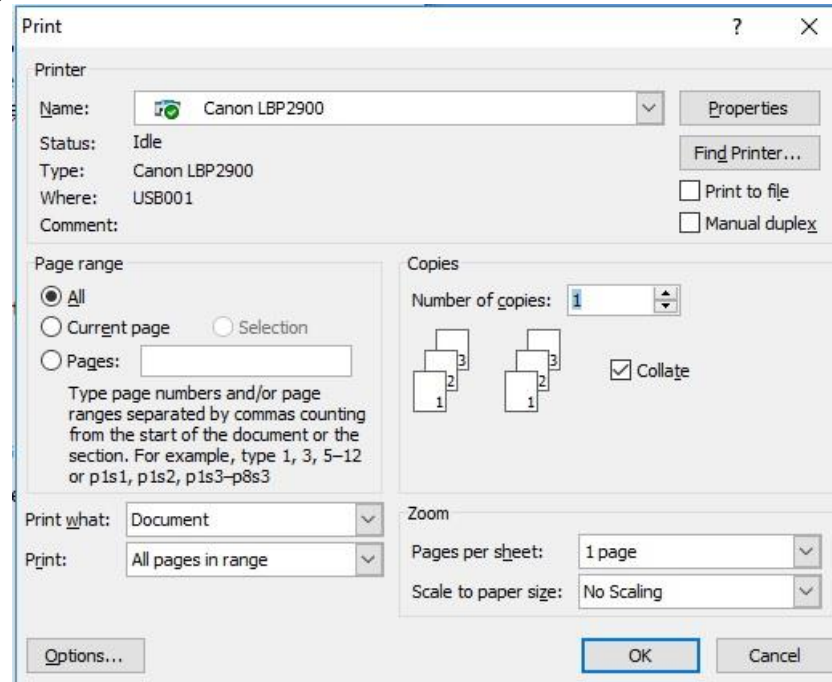 Print
?
Printer
Name: Canon LBP2900 Properties
Status: Idle Find Printer...
Type: Canon LBP2900
Where: USB001 Print to file
Comment: Manual duplex
Page range
All
Current page Selection
Pages:
Type page numbers and/or page
ranges separated by commas counting
from the start of the document or the
section. For example, type 1, 3, 5–12
or p1s1, p1s2, p1s3–p8s3
Copies
Number of copies: 1
3 3
2 2 Collate
1 1
Print what: Document
Print: All pages in range
Zoom
Pages per sheet: 1 page
Scale to paper size: No Scaling
Options... OK Cancel